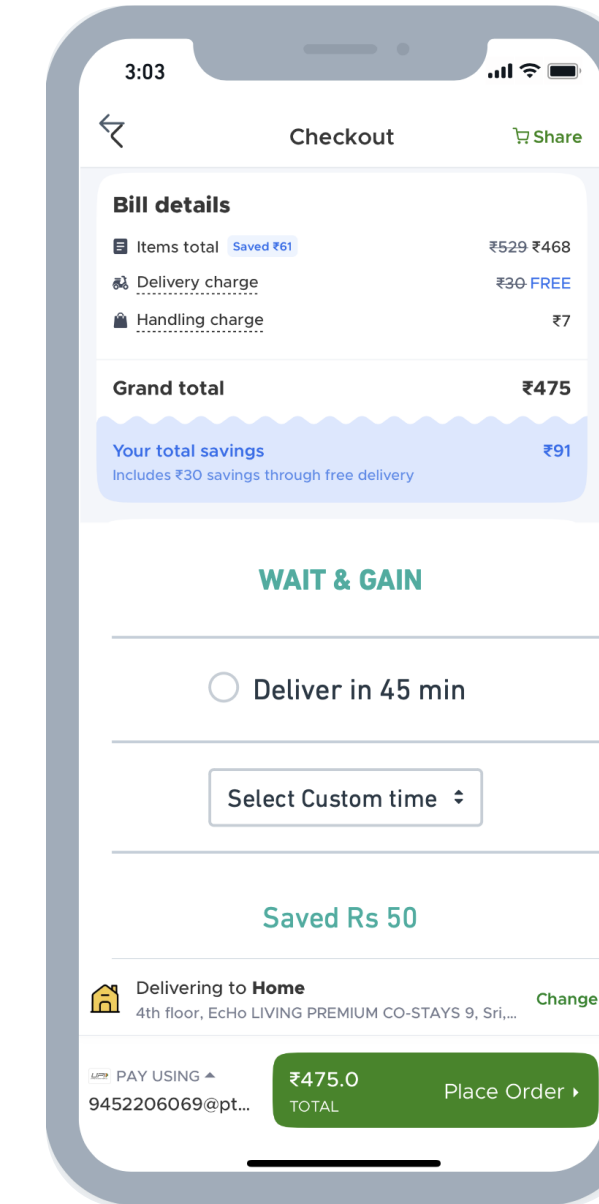 3:03
Checkout
Share
Bill details
Items total Saved ₹61 ₹529 ₹468
Delivery charge ₹30 FREE
Handling charge ₹7
Grand total ₹475
Your total savings ₹91
Includes ₹30 savings through free delivery
WAIT & GAIN
Deliver in 45 min
Select Custom time
Saved Rs 50
Delivering to Home
4th floor, EcHo LIVING PREMIUM CO-STAYS 9, Sri,...
Change
UPI PAY USING
9452206069@pt...
₹475.0
TOTAL
Place Order